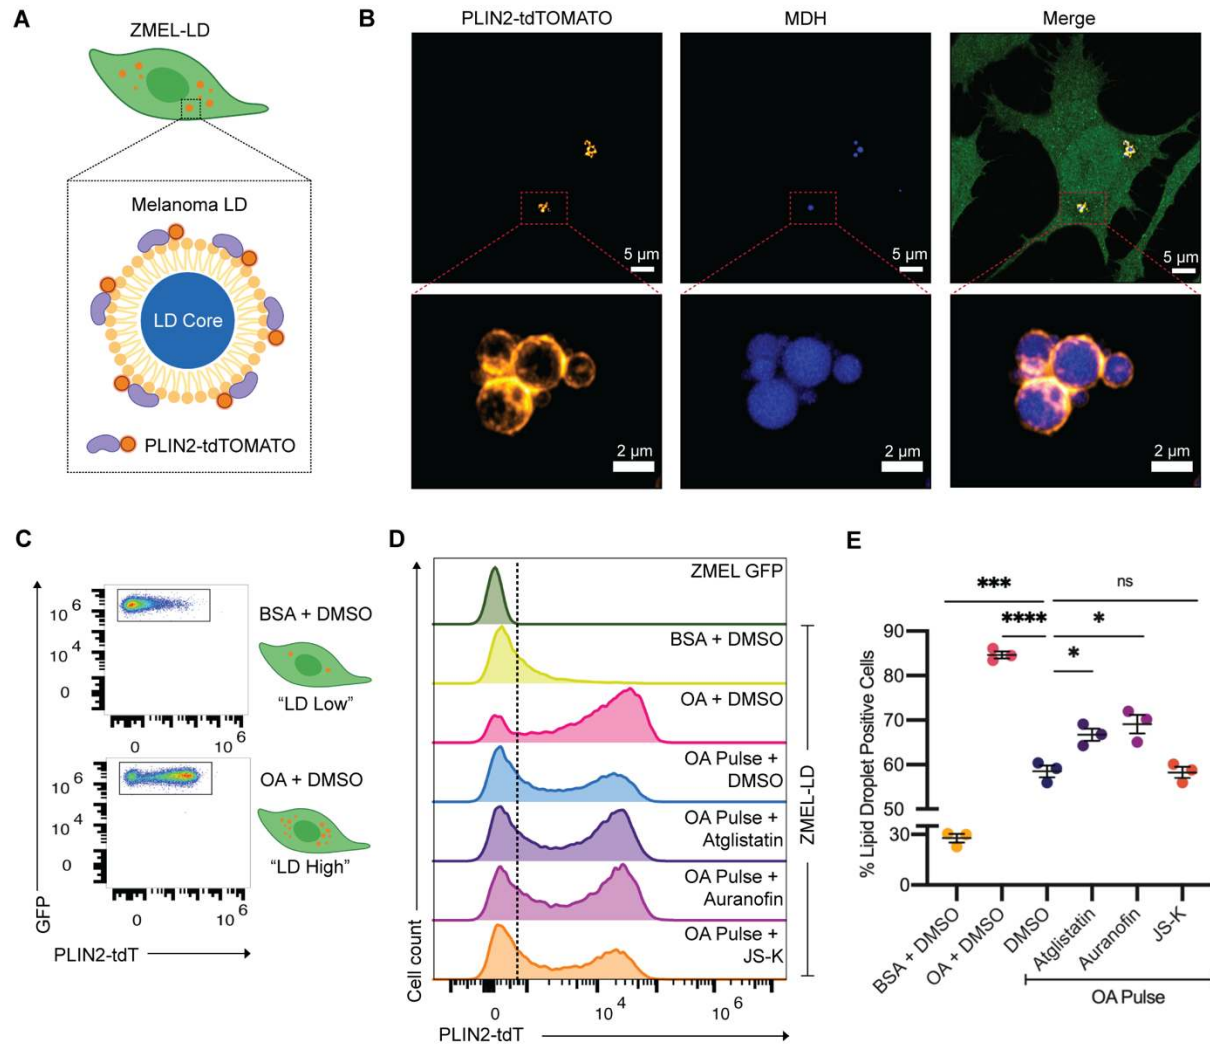 A
ZMEL-LD
Melanoma LD
LD Core
PLIN2-tdTOMATO
B
PLIN2-tdTOMATO
MDH
Merge
5 µm
5 µm
5 µm
2 µm
2 µm
2 µm
C
10⁶
10⁴
0
0
10⁶
BSA + DMSO
“LD Low”
10⁶
10⁴
0
0
10⁶
OA + DMSO
“LD High”
GFP
PLIN2-tdT
D
ZMEL GFP
BSA + DMSO
OA + DMSO
OA Pulse +
DMSO
OA Pulse +
Atglistatin
OA Pulse +
Auranofin
OA Pulse +
JS-K
ZMEL-LD
Cell count
0
10⁴
10⁶
PLIN2-tdT
E
***
ns
****
*
*
90
80
70
60
50
30
0
% Lipid Droplet Positive Cells
BSA + DMSO
OA + DMSO
DMSO
Atglistatin
Auranofin
JS-K
OA Pulse